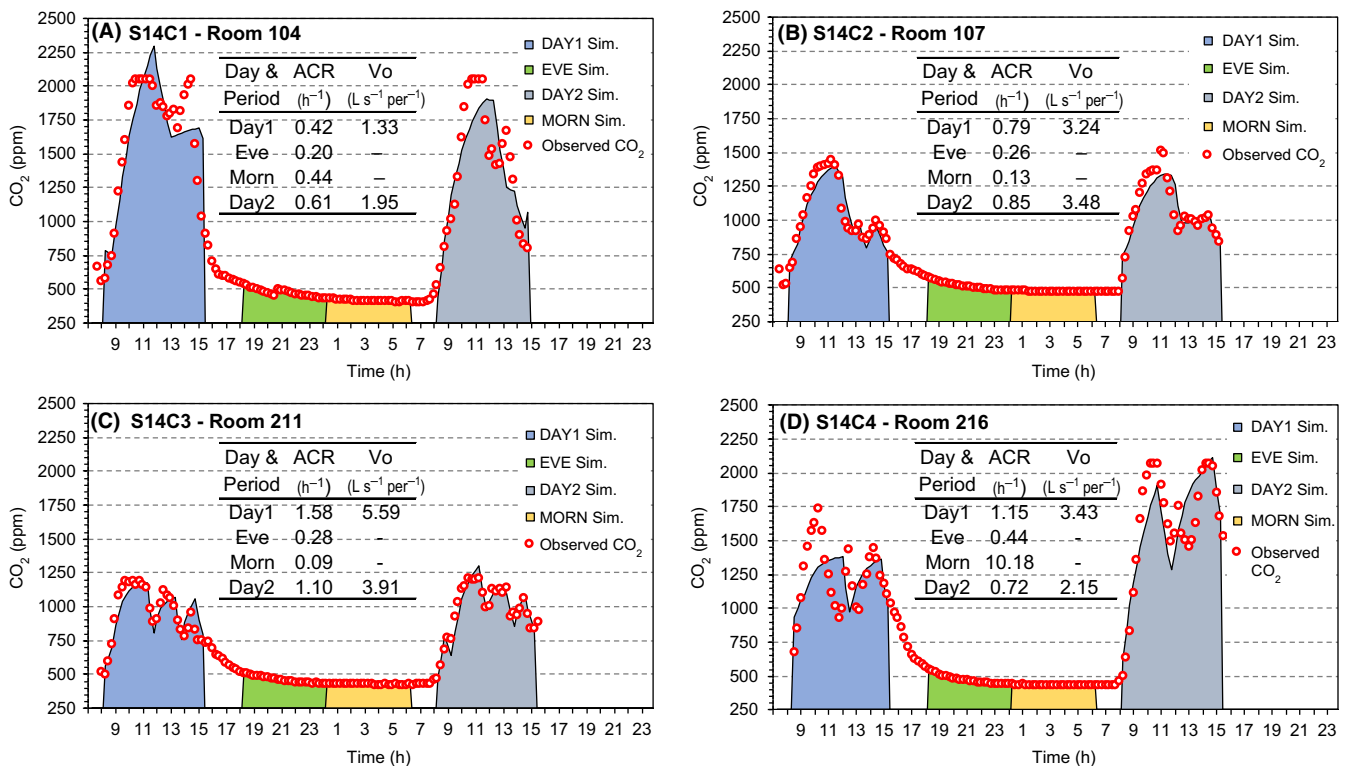 (A) S14C1 - Room 104
2500
2250
2000
1750
1500
1250
1000
750
500
250
CO2 (ppm)
Day & Period ACR (h−1) Vo (L s−1 per−1)
Day1 0.42 1.33
Eve 0.20 –
Morn 0.44 –
Day2 0.61 1.95
DAY1 Sim.
EVE Sim.
DAY2 Sim.
MORN Sim.
Observed CO2
9 11 13 15 17 19 21 23 1 3 5 7 9 11 13 15 17 19 21 23
Time (h)
(B) S14C2 - Room 107
2500
2250
2000
1750
1500
1250
1000
750
500
250
CO2 (ppm)
Day & Period ACR (h−1) Vo (L s−1 per−1)
Day1 0.79 3.24
Eve 0.26 –
Morn 0.13 –
Day2 0.85 3.48
DAY1 Sim.
EVE Sim.
DAY2 Sim.
MORN Sim.
Observed CO2
9 11 13 15 17 19 21 23 1 3 5 7 9 11 13 15 17 19 21 23
Time (h)
(C) S14C3 - Room 211
2500
2250
2000
1750
1500
1250
1000
750
500
250
CO2 (ppm)
Day & Period ACR (h−1) Vo (L s−1 per−1)
Day1 1.58 5.59
Eve 0.28 -
Morn 0.09 -
Day2 1.10 3.91
DAY1 Sim.
EVE Sim.
DAY2 Sim.
MORN Sim.
Observed CO2
9 11 13 15 17 19 21 23 1 3 5 7 9 11 13 15 17 19 21 23
Time (h)
(D) S14C4 - Room 216
2500
2250
2000
1750
1500
1250
1000
750
500
250
CO2 (ppm)
Day & Period ACR (h−1) Vo (L s−1 per−1)
Day1 1.15 3.43
Eve 0.44 -
Morn 10.18 -
Day2 0.72 2.15
DAY1 Sim.
EVE Sim.
DAY2 Sim.
MORN Sim.
Observed
CO2
9 11 13 15 17 19 21 23 1 3 5 7 9 11 13 15 17 19 21 23
Time (h)